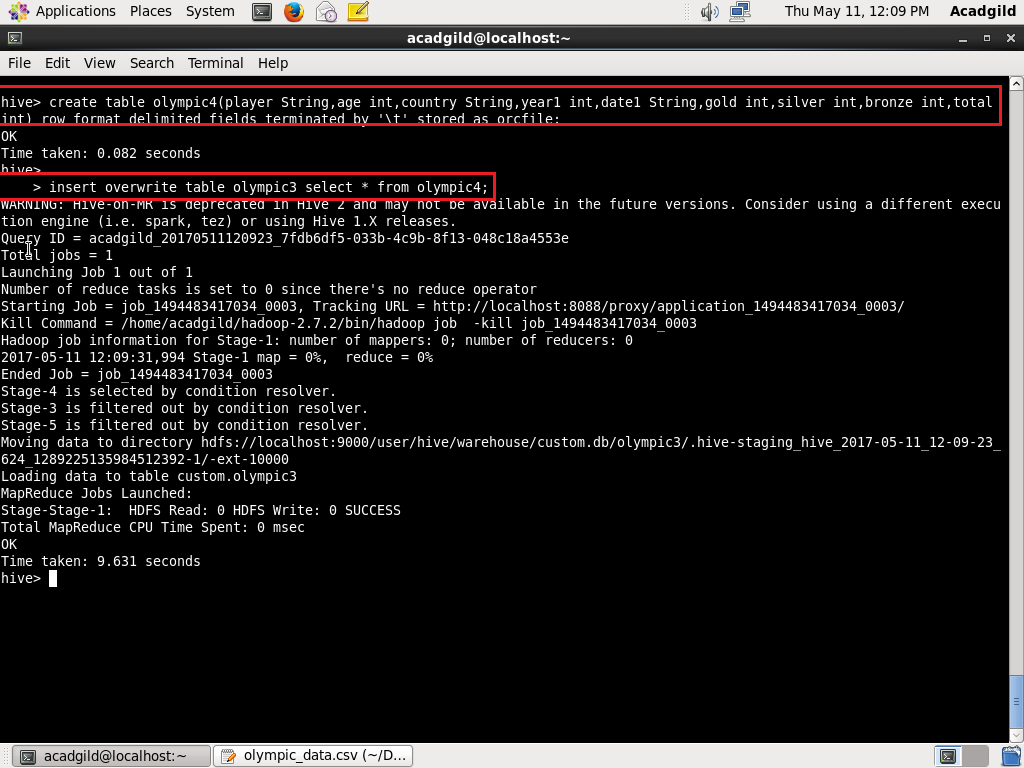 Applications Places System Thu May 11, 12:09 PM Acadgild
acadgild@localhost:~
File Edit View Search Terminal Help
hive> create table olympic4(player String,age int,country String,year1 int,date1 String,gold int,silver int,bronze int,total
int) row format delimited fields terminated by '\t' stored as orcfile;
OK
Time taken: 0.082 seconds
hive>
    > insert overwrite table olympic3 select * from olympic4;
WARNING: Hive-on-MR is deprecated in Hive 2 and may not be available in the future versions. Consider using a different execu
tion engine (i.e. spark, tez) or using Hive 1.X releases.
Query ID = acadgild_20170511120923_7fdb6df5-033b-4c9b-8f13-048c18a4553e
Total jobs = 1
Launching Job 1 out of 1
Number of reduce tasks is set to 0 since there's no reduce operator
Starting Job = job_1494483417034_0003, Tracking URL = http://localhost:8088/proxy/application_1494483417034_0003/
Kill Command = /home/acadgild/hadoop-2.7.2/bin/hadoop job  -kill job_1494483417034_0003
Hadoop job information for Stage-1: number of mappers: 0; number of reducers: 0
2017-05-11 12:09:31,994 Stage-1 map = 0%,  reduce = 0%
Ended Job = job_1494483417034_0003
Stage-4 is selected by condition resolver.
Stage-3 is filtered out by condition resolver.
Stage-5 is filtered out by condition resolver.
Moving data to directory hdfs://localhost:9000/user/hive/warehouse/custom.db/olympic3/.hive-staging_hive_2017-05-11_12-09-23_
624_1289225135984512392-1/-ext-10000
Loading data to table custom.olympic3
MapReduce Jobs Launched:
Stage-Stage-1:  HDFS Read: 0 HDFS Write: 0 SUCCESS
Total MapReduce CPU Time Spent: 0 msec
OK
Time taken: 9.631 seconds
hive>
acadgild@localhost:~ olympic_data.csv (~/D...